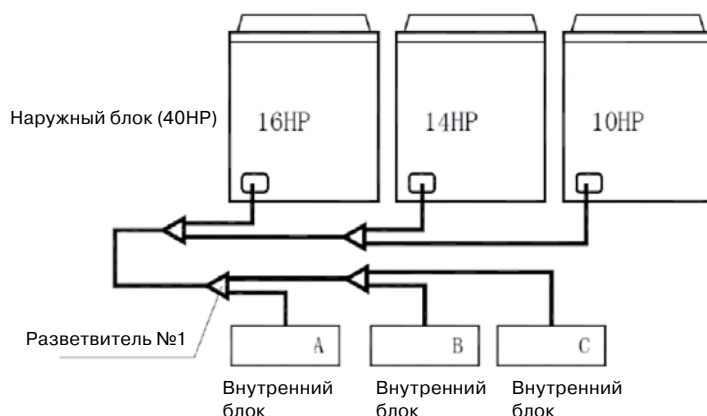 16HP
14HP
10HP
Наружный блок (40HP)
Разветвитель №1
A
B
C
Внутренний
блок
Внутренний
блок
Внутренний
блок